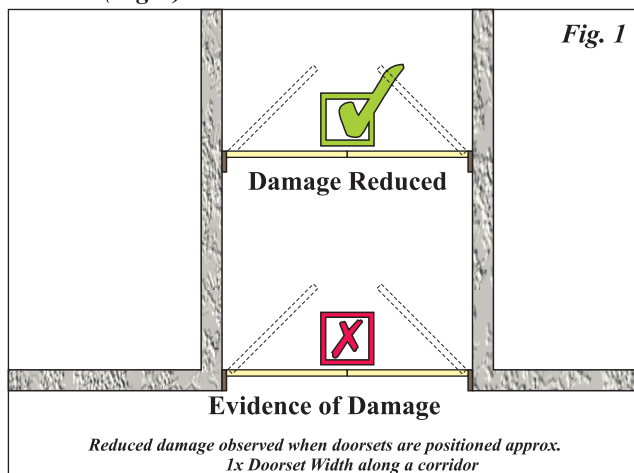 Fig. 1
Damage Reduced
Evidence of Damage
Reduced damage observed when doorsets are positioned approx.
1x Doorset Width along a corridor